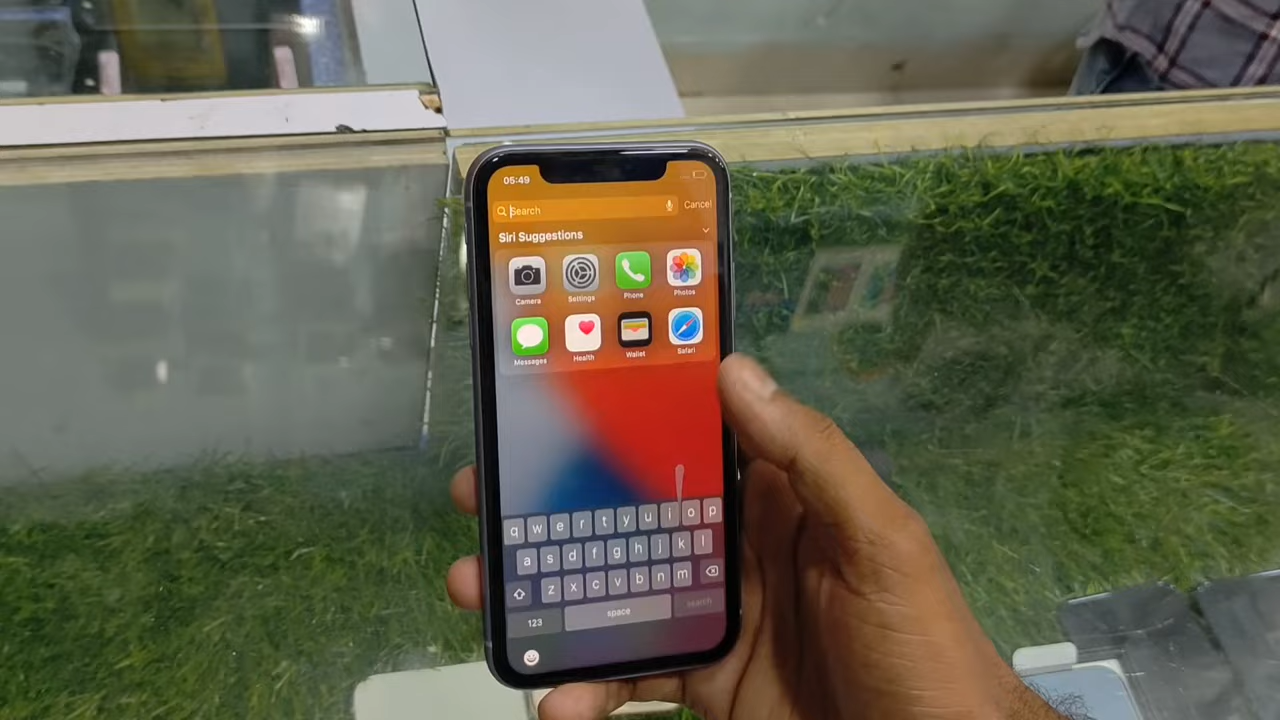 05:49
Search
Cancel
Siri Suggestions
Camera Settings Phone Photos
Messages Health Wallet Safari
q w e r t y u i o p
a s d f g h j k l
z x c v b n m
123 space search